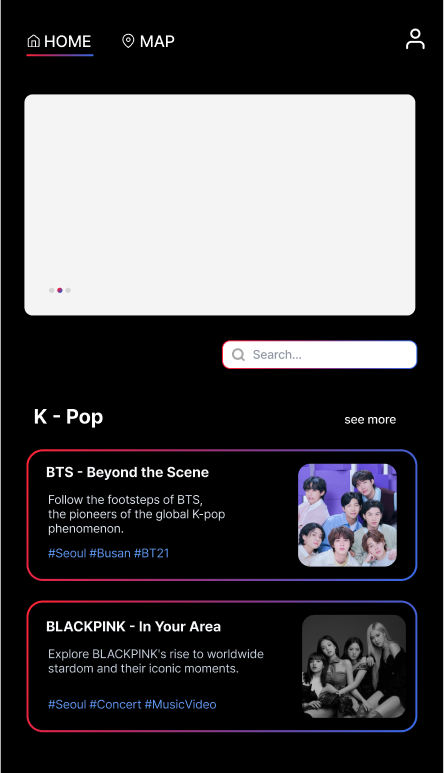 HOME MAP
Search...
K - Pop
see more
BTS - Beyond the Scene
Follow the footsteps of BTS,
the pioneers of the global K-pop
phenomenon.
#Seoul #Busan #BT21
BLACKPINK - In Your Area
Explore BLACKPINK's rise to worldwide
stardom and their iconic moments.
#Seoul #Concert #MusicVideo